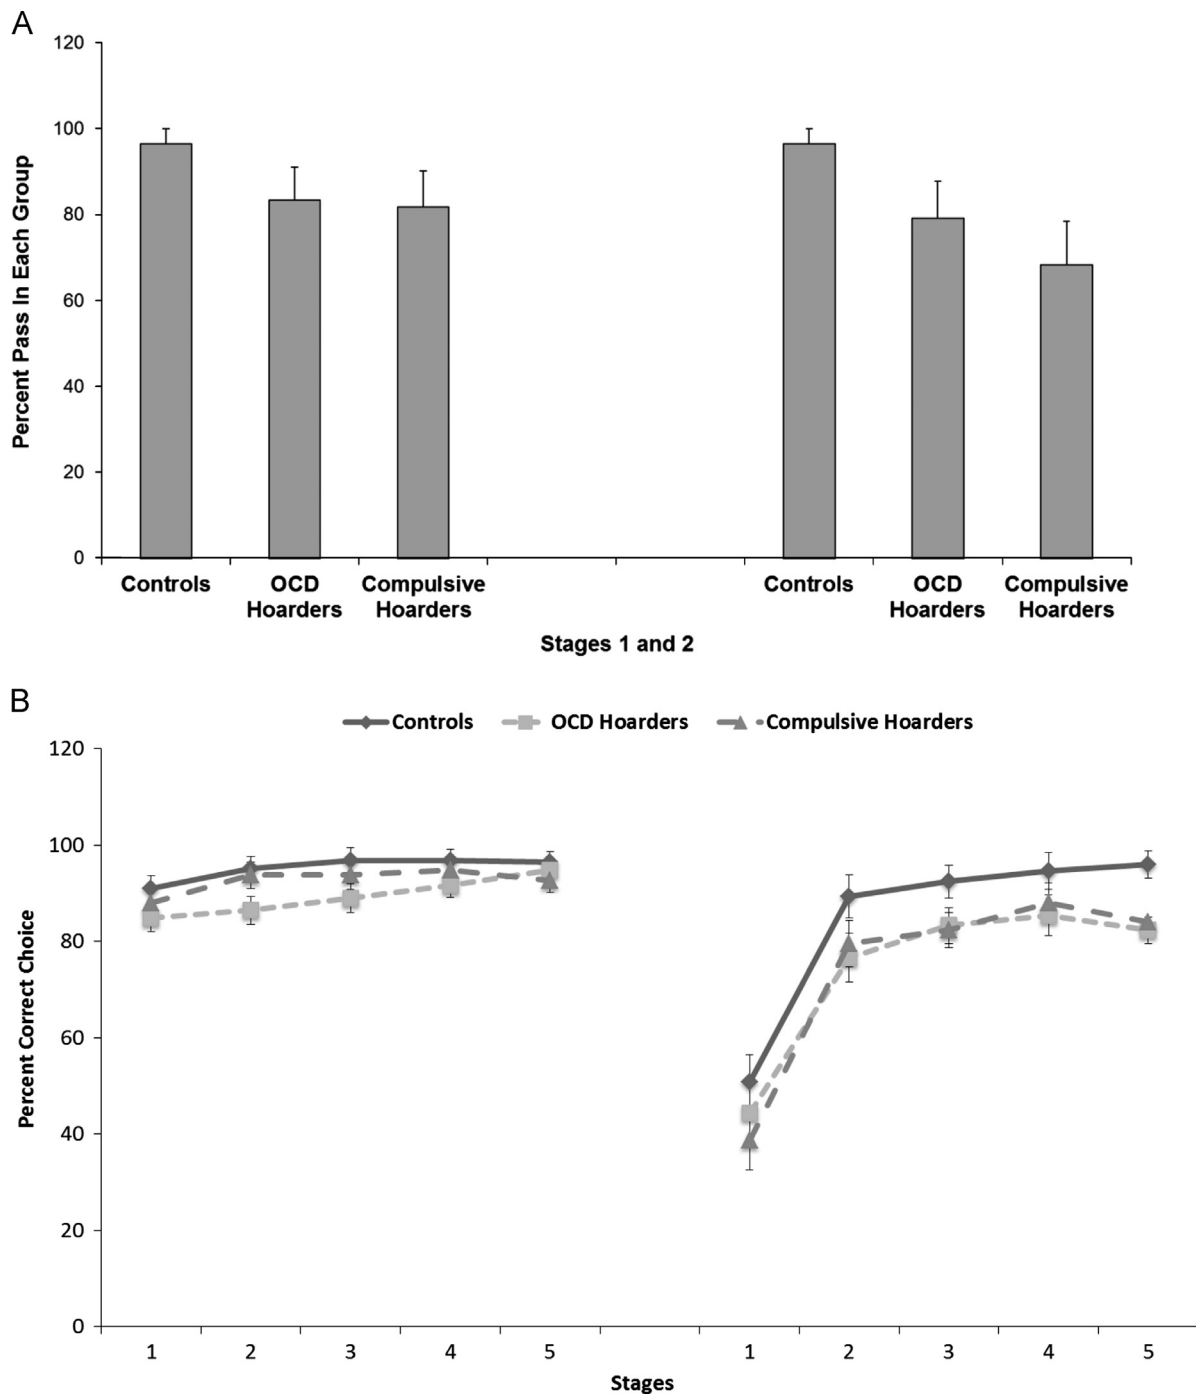 A
120
100
80
60
40
20
0
Percent Pass In Each Group
Controls OCD Compulsive Controls OCD Compulsive
Hoarders Hoarders Hoarders Hoarders
Stages 1 and 2
B
Controls OCD Hoarders Compulsive Hoarders
120
100
80
60
40
20
0
Percent Correct Choice
1 2 3 4 5 1 2 3 4 5
Stages